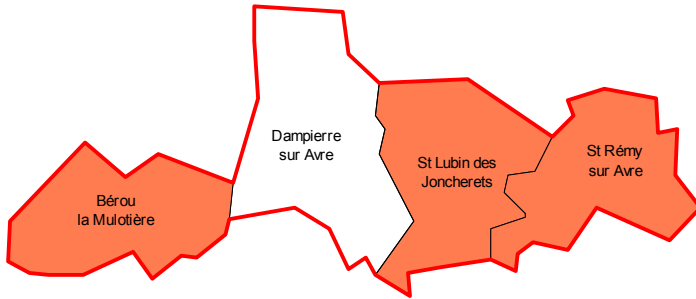 Dampierre
sur Avre
St Lubin des
Joncherets
St Rémy
sur Avre
Bérou
la Mulotière